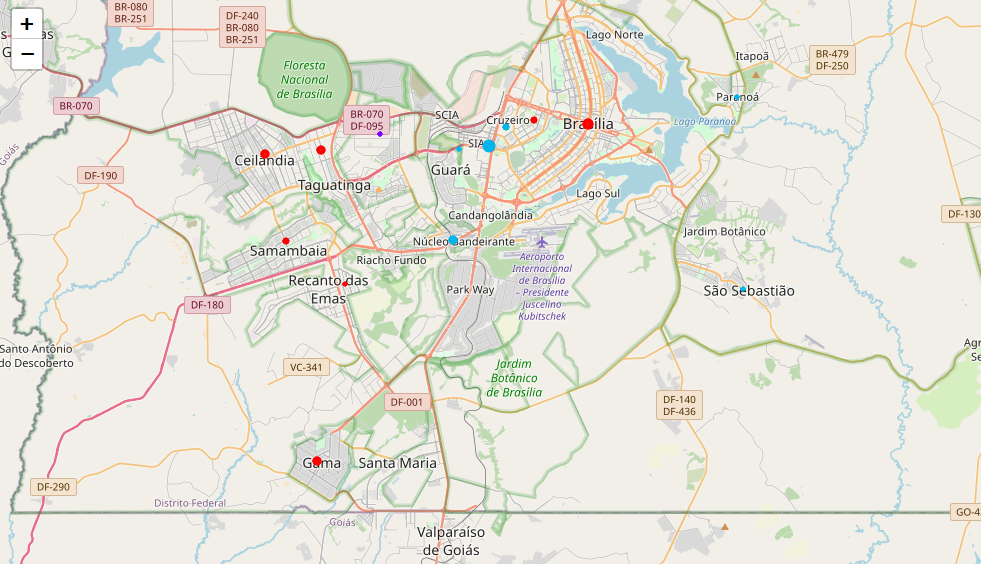 +
−
BR-080
BR-251
DF-240
BR-080
BR-251
Lago Norte
Itapoã
BR-479
DF-250
Floresta
Nacional
de Brasília
BR-070
BR-070
DF-095
SCIA
Cruzeiro
Brasília
Paranoá
Lago Paranoá
Goiás
SIA
Ceilândia
Guará
DF-190
Taguatinga
Lago Sul
Candangolândia
DF-130
Samambaia
Núcleo Bandeirante
Jardim Botânico
Riacho Fundo
Aeroporto
Internacional
de Brasília
– Presidente
Juscelino
Kubitschek
Recanto das
Emas
Park Way
São Sebastião
DF-180
Santo Antônio
do Descoberto
VC-341
Jardim
Botânico
de Brasília
DF-001
DF-140
DF-436
Gama
Santa Maria
DF-290
Distrito Federal
Goiás
Valparaíso
de Goiás